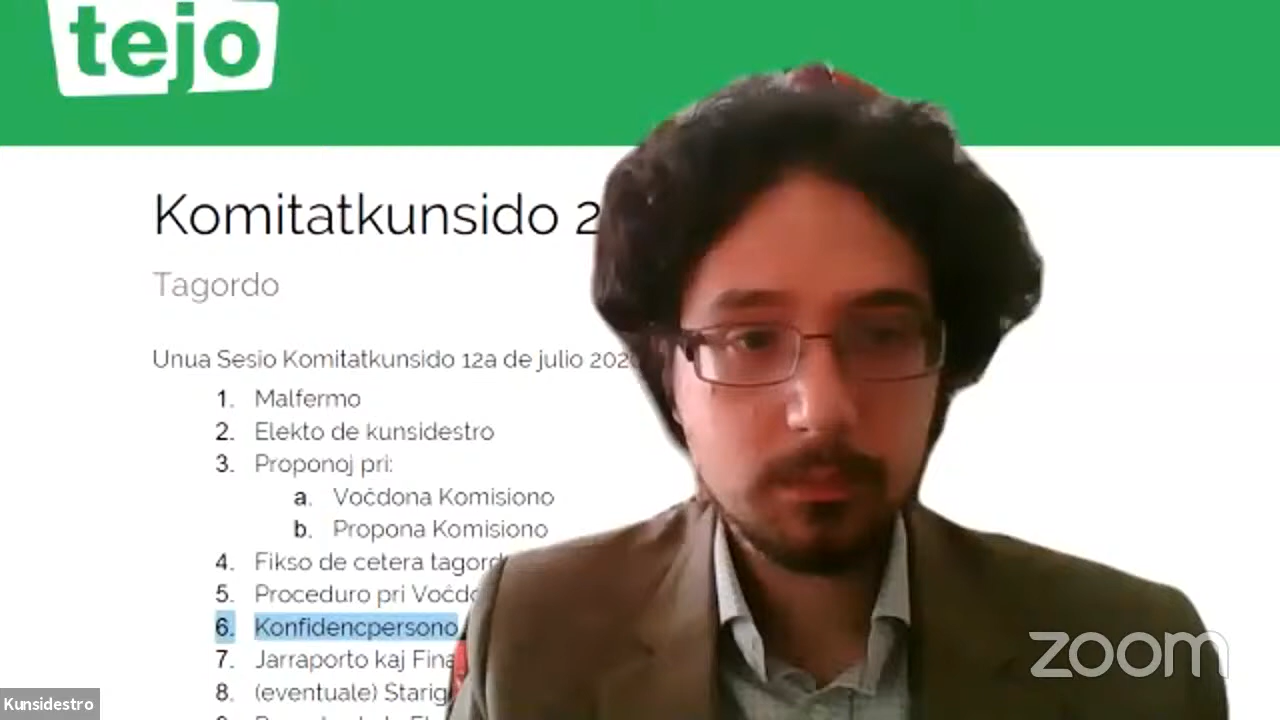 tejo
Komitatkunsido 2
Tagordo
Unua Sesio Komitatkunsido 12a de julio 2020
1. Malfermo
2. Elekto de kunsidestro
3. Proponoj pri:
a. Voĉdona Komisiono
b. Propona Komisiono
4. Fikso de cetera tagord
5. Proceduro pri Voĉdo
6. Konfidencpersono
7. Jarraporto kaj Fina
8. (eventuale) Starig
Kunsidestro
zoom